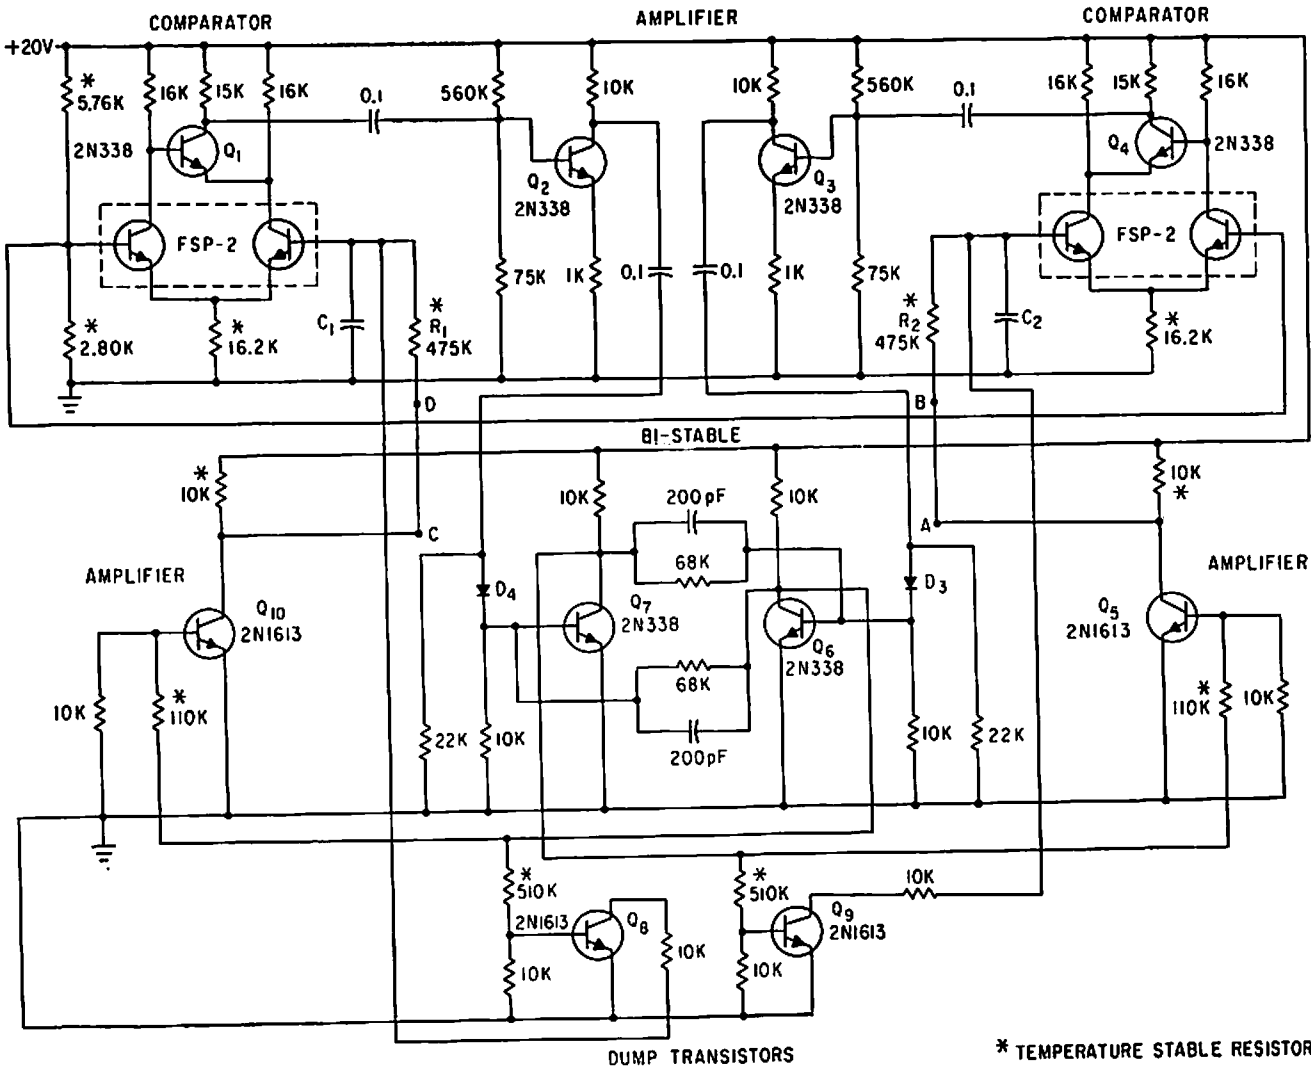 COMPARATOR
AMPLIFIER
COMPARATOR
+20V
*
5.76K
16K
15K
16K
0.1
560K
10K
10K
560K
0.1
16K
15K
16K
2N338
Q1
Q2
2N338
Q3
2N338
Q4
2N338
FSP-2
FSP-2
75K
1K
0.1
0.1
1K
75K
*
2.80K
*
16.2K
C1
*
R1
475K
*
R2
475K
C2
*
16.2K
D
B
BI-STABLE
*
10K
10K
200pF
10K
10K
*
C
68K
A
AMPLIFIER
D4
D3
AMPLIFIER
Q10
2N1613
Q7
2N338
Q6
2N338
Q5
2N1613
68K
10K
*
110K
22K
10K
200pF
10K
22K
*
110K
10K
*
510K
*
510K
10K
2N1613
Q8
Q9
2N1613
10K
10K
10K
DUMP TRANSISTORS
* TEMPERATURE STABLE RESISTOR